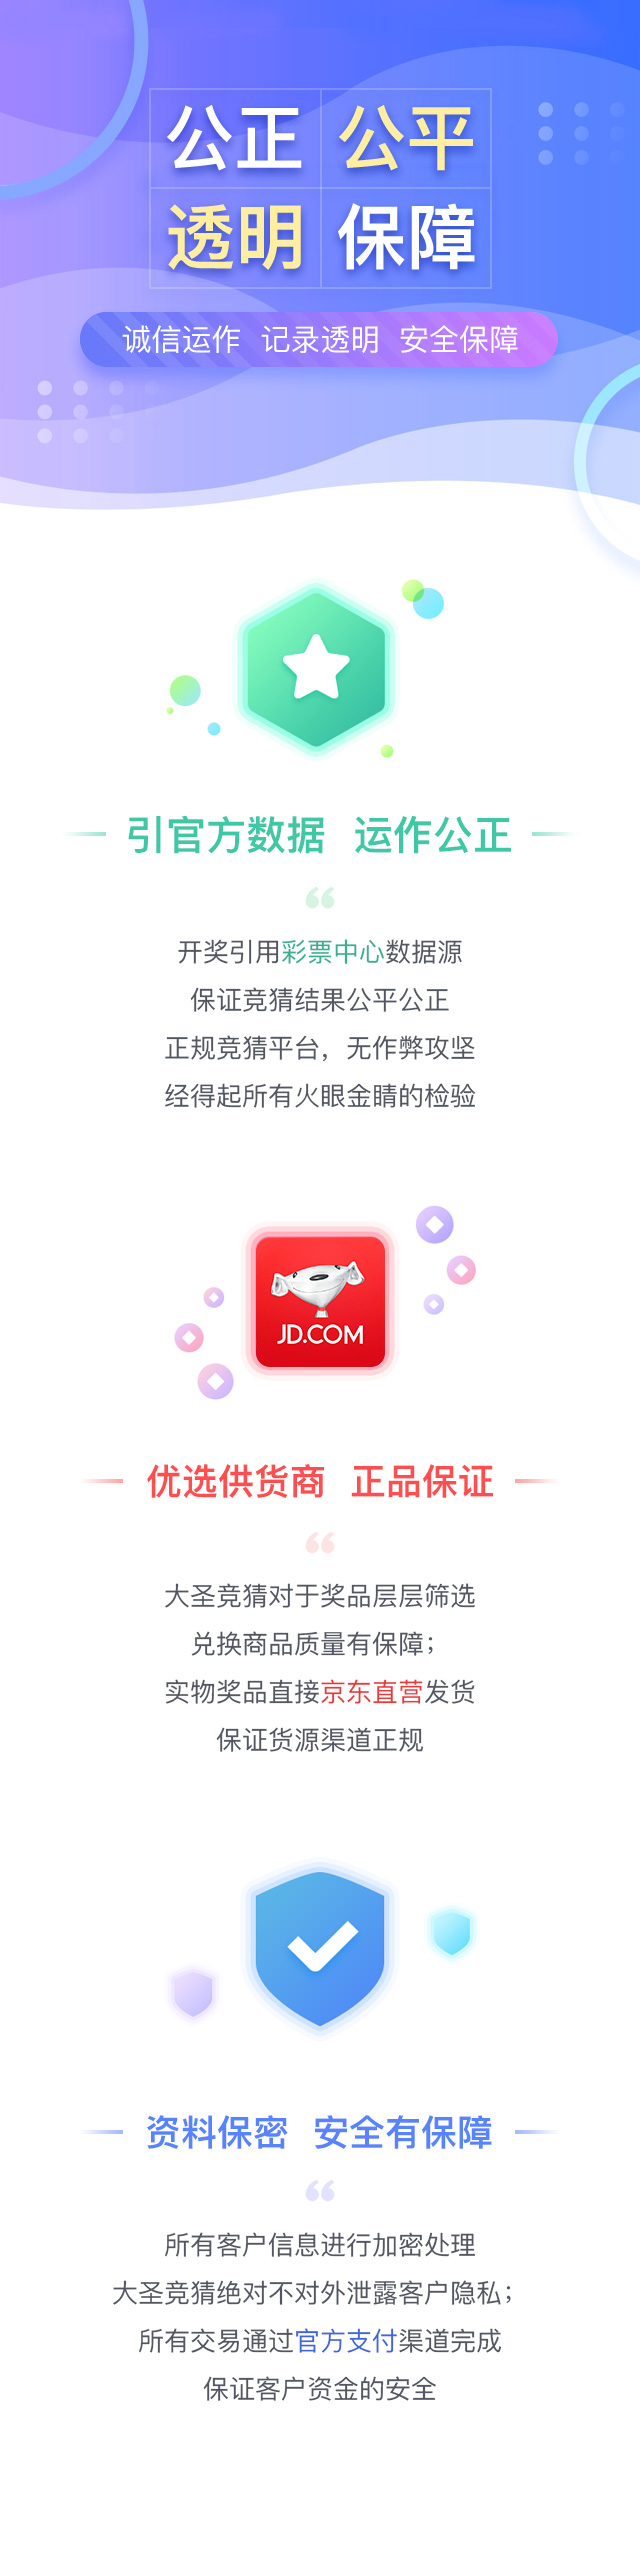 公正 公平
透明 保障
诚信运作 记录透明 安全保障
引官方数据 运作公正
“
开奖引用彩票中心数据源
保证竞猜结果公平公正
正规竞猜平台，无作弊攻坚
经得起所有火眼金睛的检验
JD.COM
优选供货商 正品保证
“
大圣竞猜对于奖品层层筛选
兑换商品质量有保障；
实物奖品直接京东直营发货
保证货源渠道正规
资料保密 安全有保障
“
所有客户信息进行加密处理
大圣竞猜绝对不对外泄露客户隐私；
所有交易通过官方支付渠道完成
保证客户资金的安全